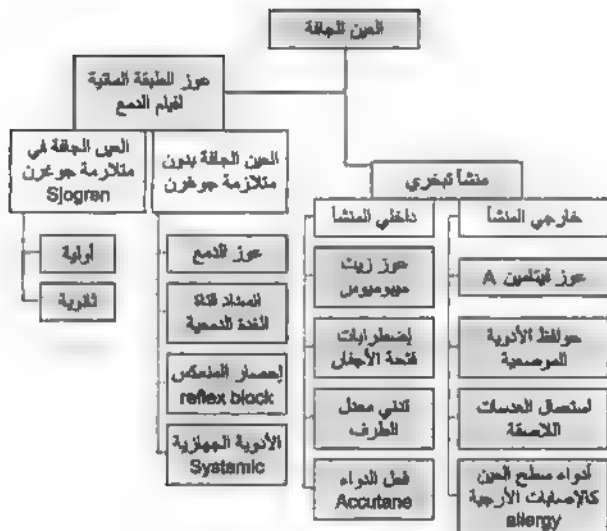 العين الجافة
عوز الطبقة المائية
لفيلم الدمع
العين الجافة في
متلازمة جوغرن
Sjogren
العين الجافة بدون
متلازمة جوغرن
أولية
ثانوية
عوز الدمع
انسداد قناة
الغدة الدمعية
إحصار المنعكس
reflex block
الأدوية الجهازية
Systamic
منشأ تبخري
داخلي المنشأ
خارجي المنشأ
عوز زيت
ميبوميوس
إضطرابات
فتحة الأجفان
تدني معدل
الطرف
فعل الدواء
Accutane
عوز فيتامين A
حوافظ الأدوية
الموضعية
استعمال العدسات
اللاصقة
أدواء سطح العين
كالإصابات الأرجية
allergy